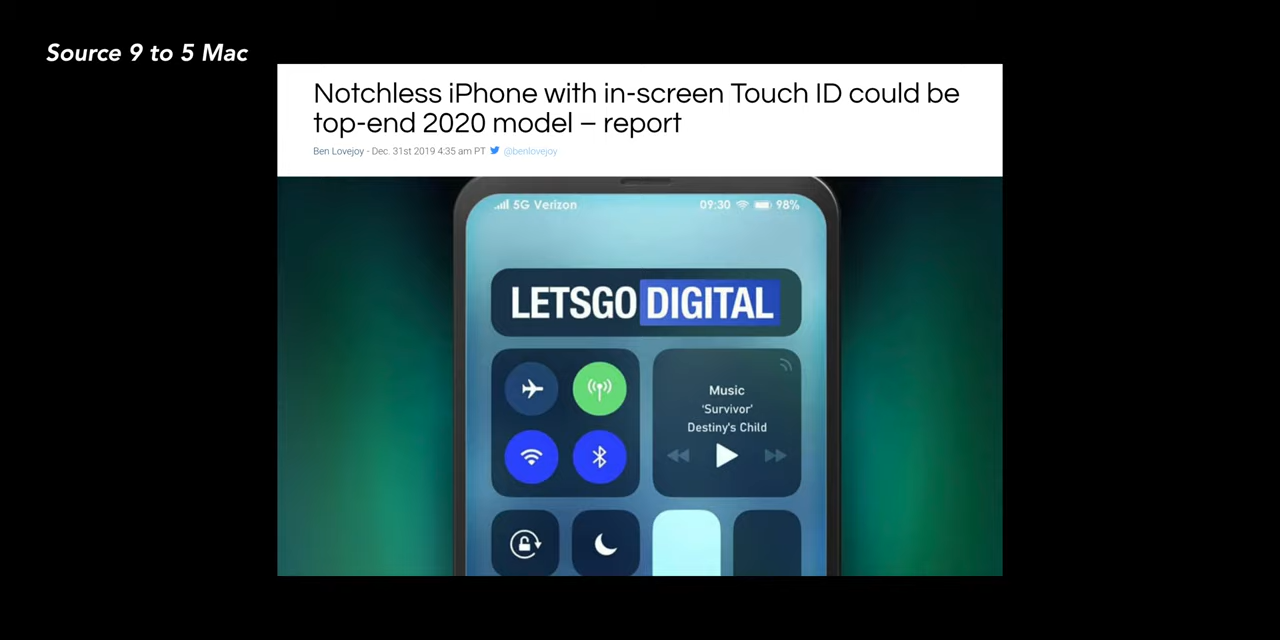 Source 9 to 5 Mac
Notchless iPhone with in-screen Touch ID could be
top-end 2020 model – report
Ben Lovejoy - Dec. 31st 2019 4:35 am PT @benlovejoy
5G Verizon 09:30 98%
LETSGO DIGITAL
Music
'Survivor'
Destiny's Child